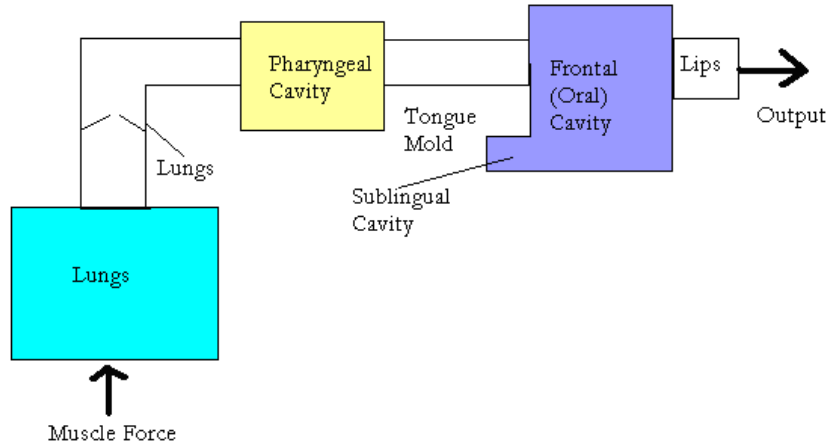 Pharyngeal
Cavity
Frontal
(Oral)
Cavity
Lips
Output
Tongue
Mold
Lungs
Sublingual
Cavity
Lungs
Muscle Force